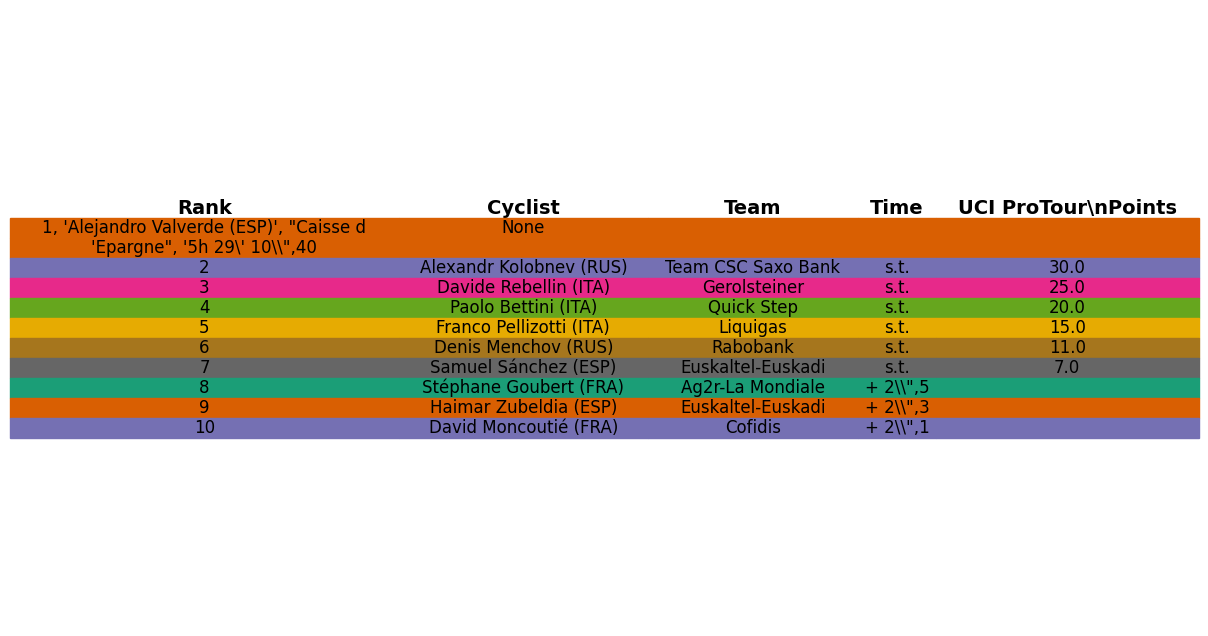 Rank Cyclist Team Time UCI ProTour\nPoints
1, 'Alejandro Valverde (ESP)', "Caisse d None
'Epargne", '5h 29\' 10\\",40
2 Alexandr Kolobnev (RUS) Team CSC Saxo Bank s.t. 30.0
3 Davide Rebellin (ITA) Gerolsteiner s.t. 25.0
4 Paolo Bettini (ITA) Quick Step s.t. 20.0
5 Franco Pellizotti (ITA) Liquigas s.t. 15.0
6 Denis Menchov (RUS) Rabobank s.t. 11.0
7 Samuel Sánchez (ESP) Euskaltel-Euskadi s.t. 7.0
8 Stéphane Goubert (FRA) Ag2r-La Mondiale + 2\\",5
9 Haimar Zubeldia (ESP) Euskaltel-Euskadi + 2\\",3
10 David Moncoutié (FRA) Cofidis + 2\\",1